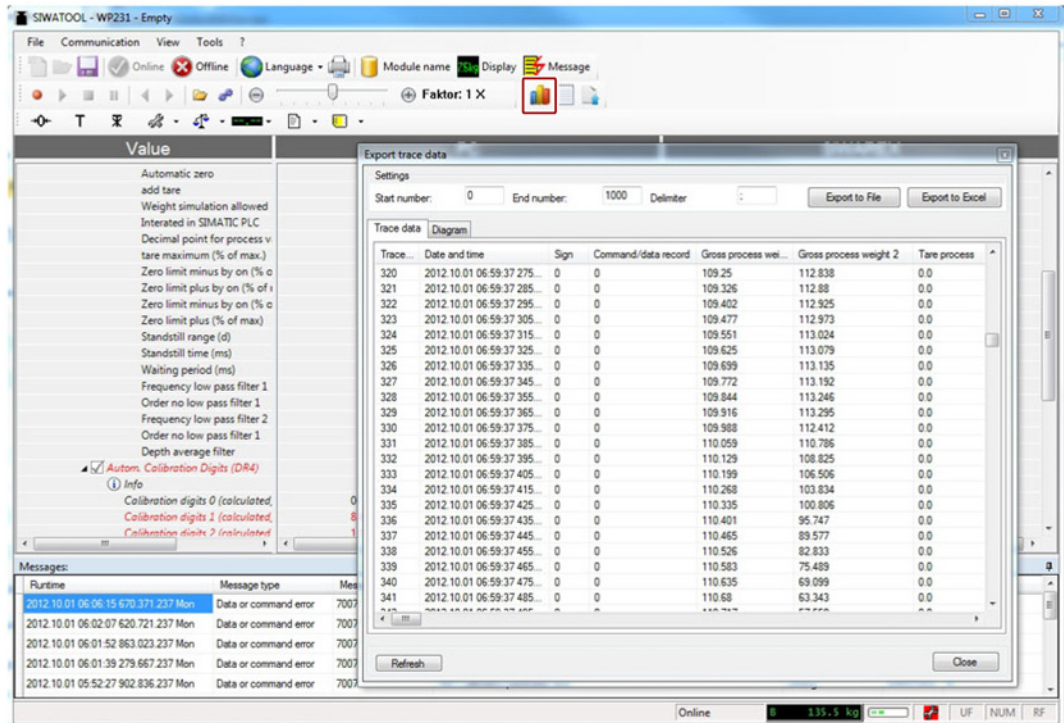 SIWATOOL - WP231 - Empty
File Communication View Tools ?
Online Offline Language Module name 75kg Display Message
Faktor: 1 X
T
Value
Automatic zero
add tare
Weight simulation allowed
Interated in SIMATIC PLC
Decimal point for process v
tare maximum (% of max.)
Zero limit minus by on (% o
Zero limit plus by on (% of
Zero limit minus by on (% o
Zero limit plus (% of max)
Standstill range (d)
Standstill time (ms)
Waiting period (ms)
Frequency low pass filter 1
Order no low pass filter 1
Frequency low pass filter 2
Order no low pass filter 1
Depth average filter
Autom. Calibration Digits (DR4)
Info
Calibration digits 0 (calculated, 0
Calibration digits 1 (calculated, 8
Calibration digits 2 (calculated 1
Export trace data
Settings
Start number: 0 End number: 1000 Delimiter ; Export to File Export to Excel
Trace data Diagram
Trace... Date and time Sign Command/data record Gross process wei... Gross process weight 2 Tare process
320 2012.10.01 06:59:37 275... 0 0 109.25 112.838 0.0
321 2012.10.01 06:59:37 285... 0 0 109.326 112.88 0.0
322 2012.10.01 06:59:37 295... 0 0 109.402 112.925 0.0
323 2012.10.01 06:59:37 305... 0 0 109.477 112.973 0.0
324 2012.10.01 06:59:37 315... 0 0 109.551 113.024 0.0
325 2012.10.01 06:59:37 325... 0 0 109.625 113.079 0.0
326 2012.10.01 06:59:37 335... 0 0 109.699 113.135 0.0
327 2012.10.01 06:59:37 345... 0 0 109.772 113.192 0.0
328 2012.10.01 06:59:37 355... 0 0 109.844 113.246 0.0
329 2012.10.01 06:59:37 365... 0 0 109.916 113.295 0.0
330 2012.10.01 06:59:37 375... 0 0 109.988 112.412 0.0
331 2012.10.01 06:59:37 385... 0 0 110.059 110.786 0.0
332 2012.10.01 06:59:37 395... 0 0 110.129 108.825 0.0
333 2012.10.01 06:59:37 405... 0 0 110.199 106.506 0.0
334 2012.10.01 06:59:37 415... 0 0 110.268 103.834 0.0
335 2012.10.01 06:59:37 425... 0 0 110.335 100.806 0.0
336 2012.10.01 06:59:37 435... 0 0 110.401 95.747 0.0
337 2012.10.01 06:59:37 445... 0 0 110.465 89.577 0.0
338 2012.10.01 06:59:37 455... 0 0 110.526 82.833 0.0
339 2012.10.01 06:59:37 465... 0 0 110.583 75.489 0.0
340 2012.10.01 06:59:37 475... 0 0 110.635 69.099 0.0
341 2012.10.01 06:59:37 485... 0 0 110.68 63.343 0.0
Refresh Close
Messages:
Runtime Message type Mes
2012.10.01 06:06:15 670.371.237 Mon Data or command error 7007
2012.10.01 06:02:07 620.721.237 Mon Data or command error 7007
2012.10.01 06:01:52 863.023.237 Mon Data or command error 7007
2012.10.01 06:01:39 279.667.237 Mon Data or command error 7007
2012.10.01 05:52:27 902.836.237 Mon Data or command error 7007
Online B 135.5 kg UF NUM RF